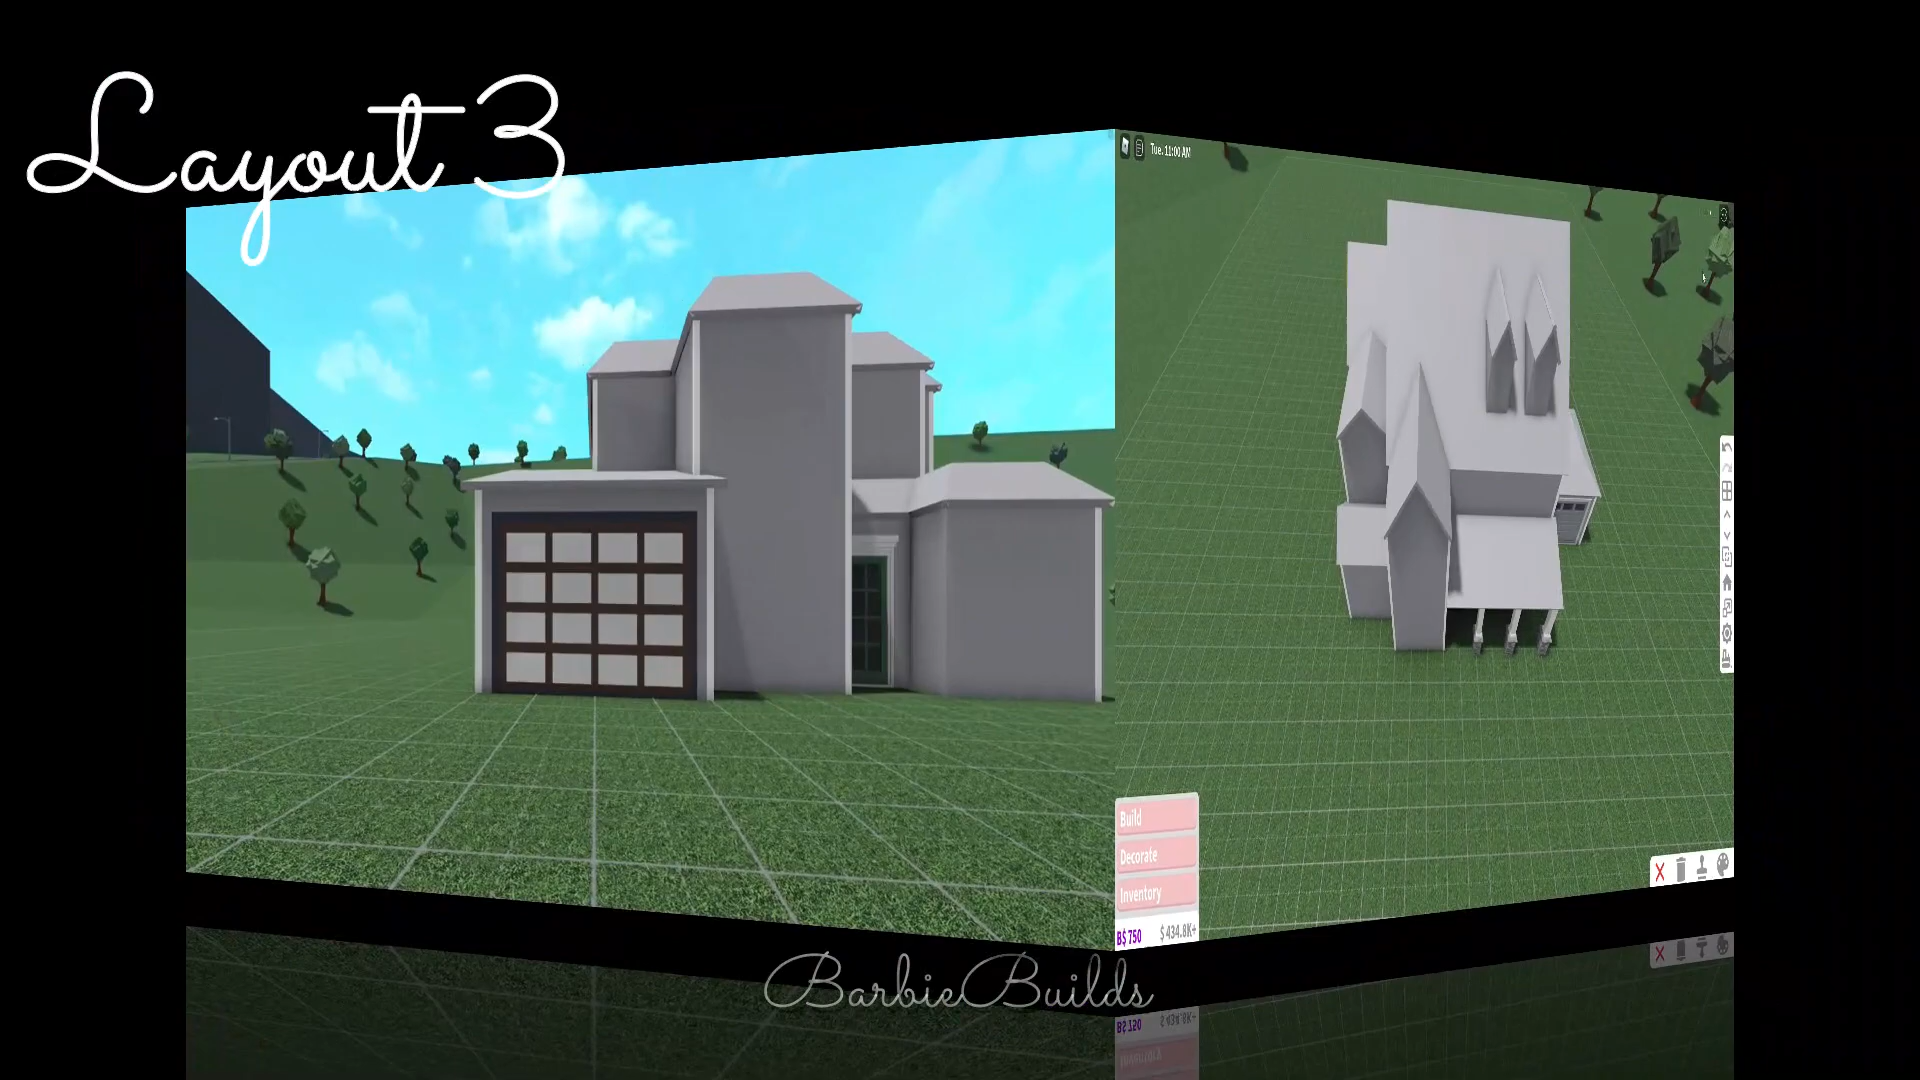 Layout 3
Tue. 11:00 AM
Build
Decorate
Inventory
B$ 750 $ 434.8K+
BarbieBuilds